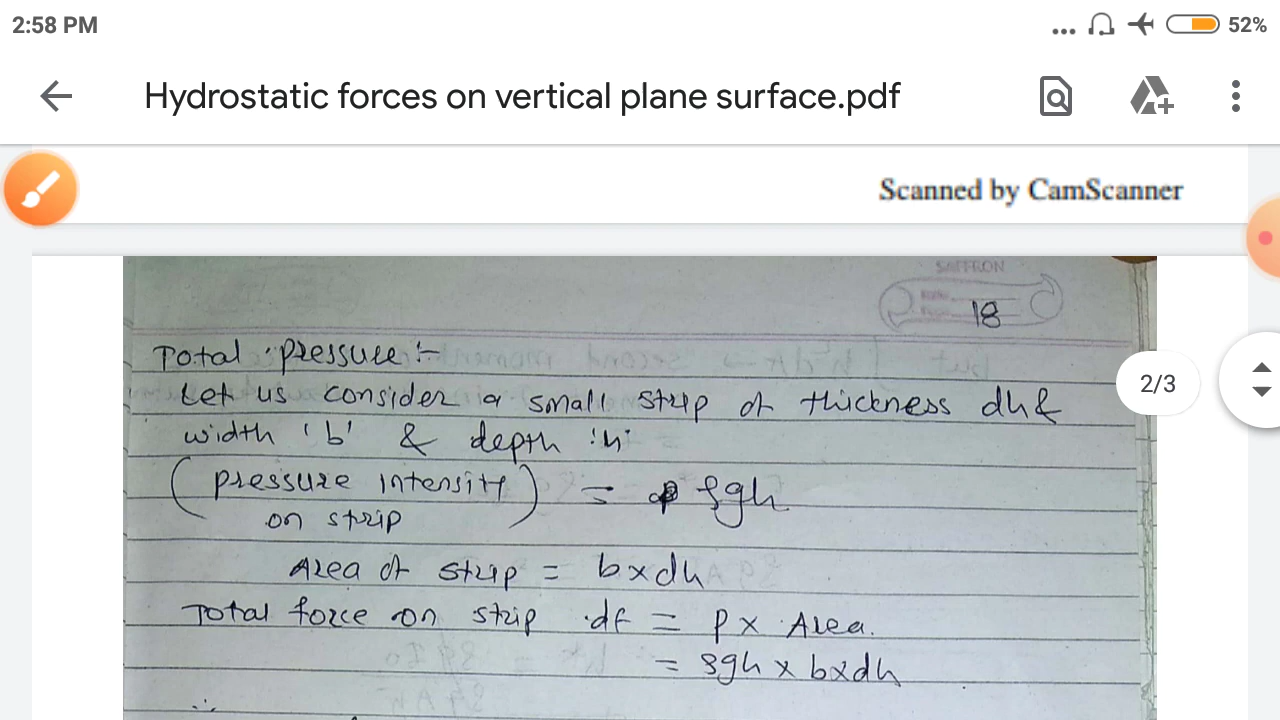 2:58 PM
... 52%
Hydrostatic forces on vertical plane surface.pdf
Scanned by CamScanner
SAFFRON
18
2/3
Total pressure :-
Let us consider a small strip of thickness dh &
width 'b' & depth 'h'
(pressure intensity on strip) = ρgh
Area of strip = b×dh
Total force on strip df = P× Area.
= ρgh × b×dh
∴